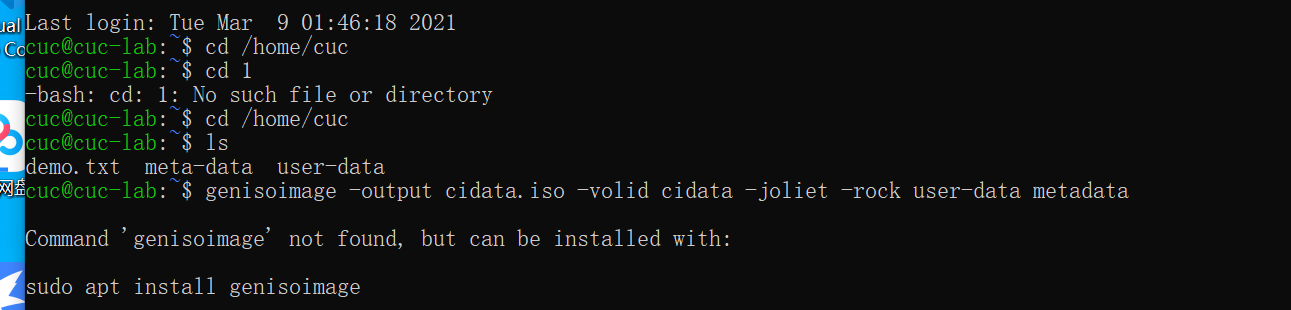 Last login: Tue Mar  9 01:46:18 2021
cuc@cuc-lab:~$ cd /home/cuc
cuc@cuc-lab:~$ cd 1
-bash: cd: 1: No such file or directory
cuc@cuc-lab:~$ cd /home/cuc
cuc@cuc-lab:~$ ls
demo.txt  meta-data  user-data
cuc@cuc-lab:~$ genisoimage -output cidata.iso -volid cidata -joliet -rock user-data metadata
Command 'genisoimage' not found, but can be installed with:
sudo apt install genisoimage
ual
Co
网盘